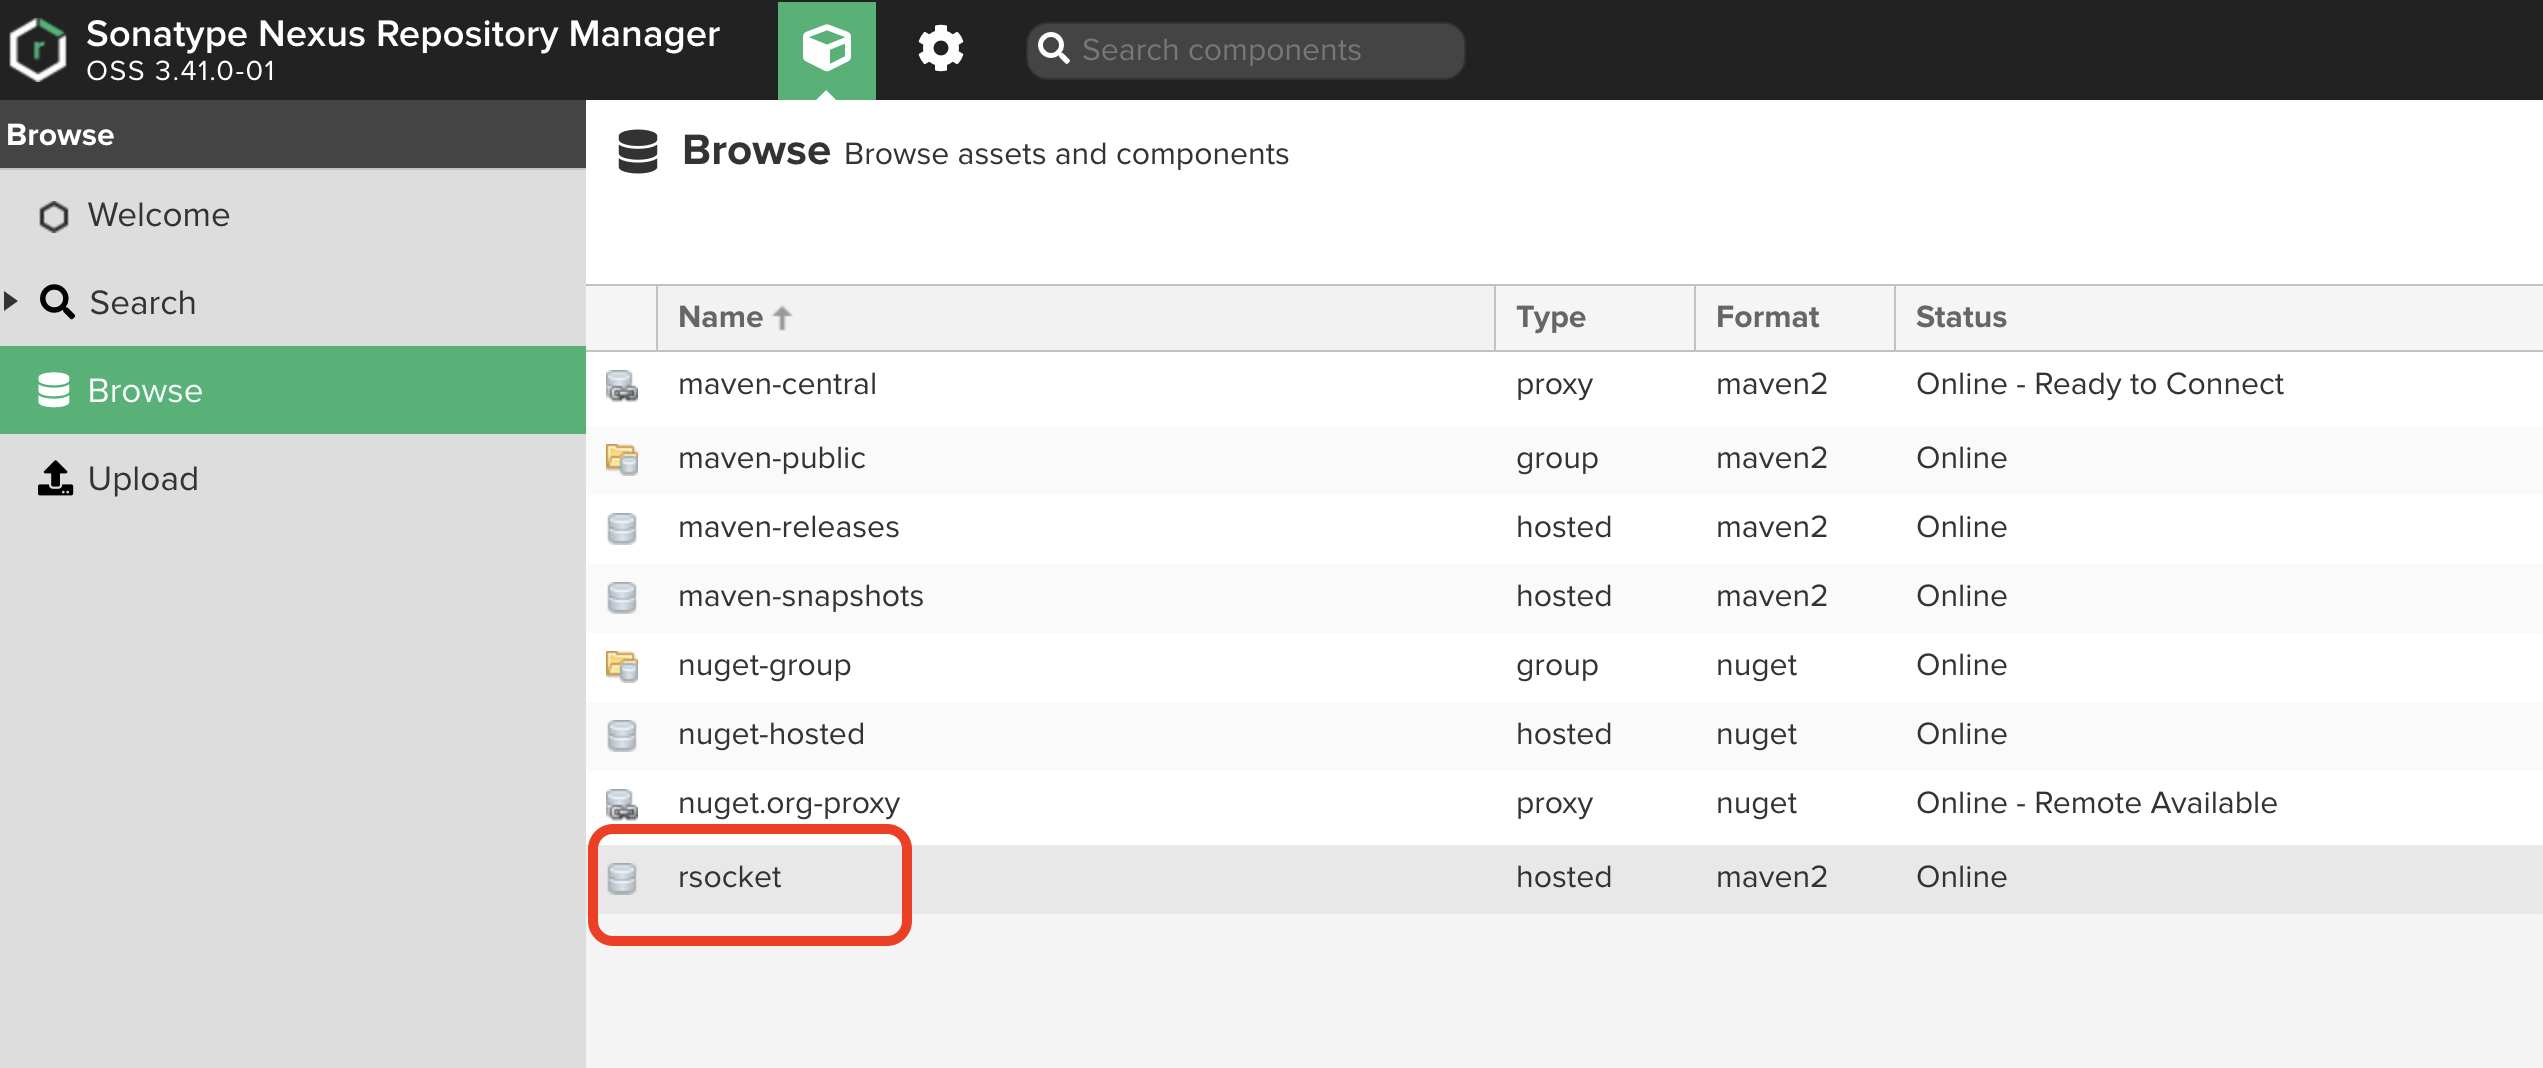 Sonatype Nexus Repository Manager
OSS 3.41.0-01
Search components
Browse
Welcome
Search
Browse
Upload
Browse Browse assets and components
Name Type Format Status
maven-central proxy maven2 Online - Ready to Connect
maven-public group maven2 Online
maven-releases hosted maven2 Online
maven-snapshots hosted maven2 Online
nuget-group group nuget Online
nuget-hosted hosted nuget Online
nuget.org-proxy proxy nuget Online - Remote Available
rsocket hosted maven2 Online